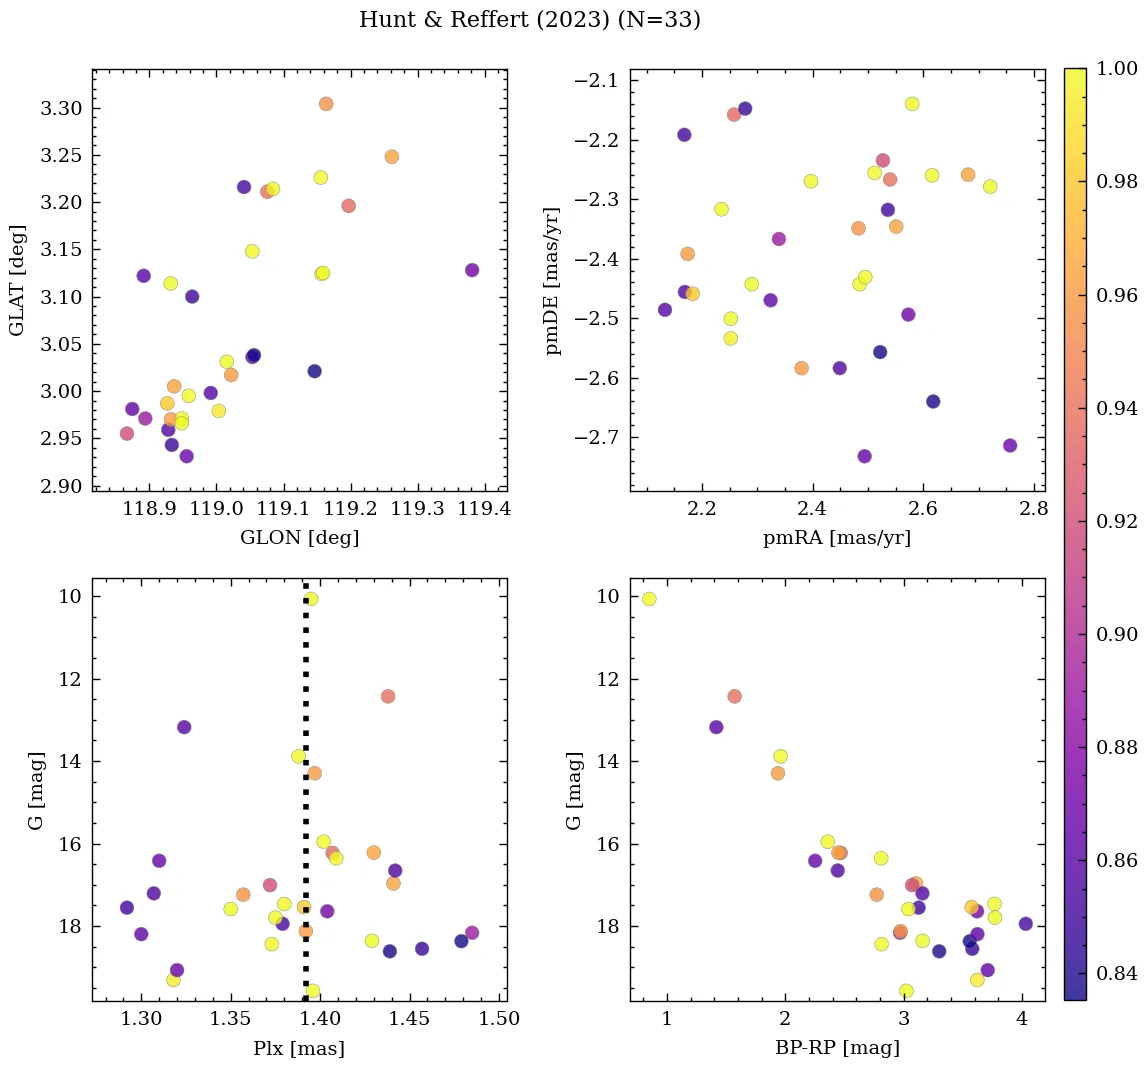 Hunt & Reffert (2023) (N=33)
3.30
3.25
3.20
3.15
3.10
3.05
3.00
2.95
2.90
GLAT [deg]
118.9 119.0 119.1 119.2 119.3 119.4
GLON [deg]
−2.1
−2.2
−2.3
−2.4
−2.5
−2.6
−2.7
pmDE [mas/yr]
2.2 2.4 2.6 2.8
pmRA [mas/yr]
10
12
14
16
18
G [mag]
1.30 1.35 1.40 1.45 1.50
Plx [mas]
10
12
14
16
18
G [mag]
1 2 3 4
BP-RP [mag]
1.00
0.98
0.96
0.94
0.92
0.90
0.88
0.86
0.84